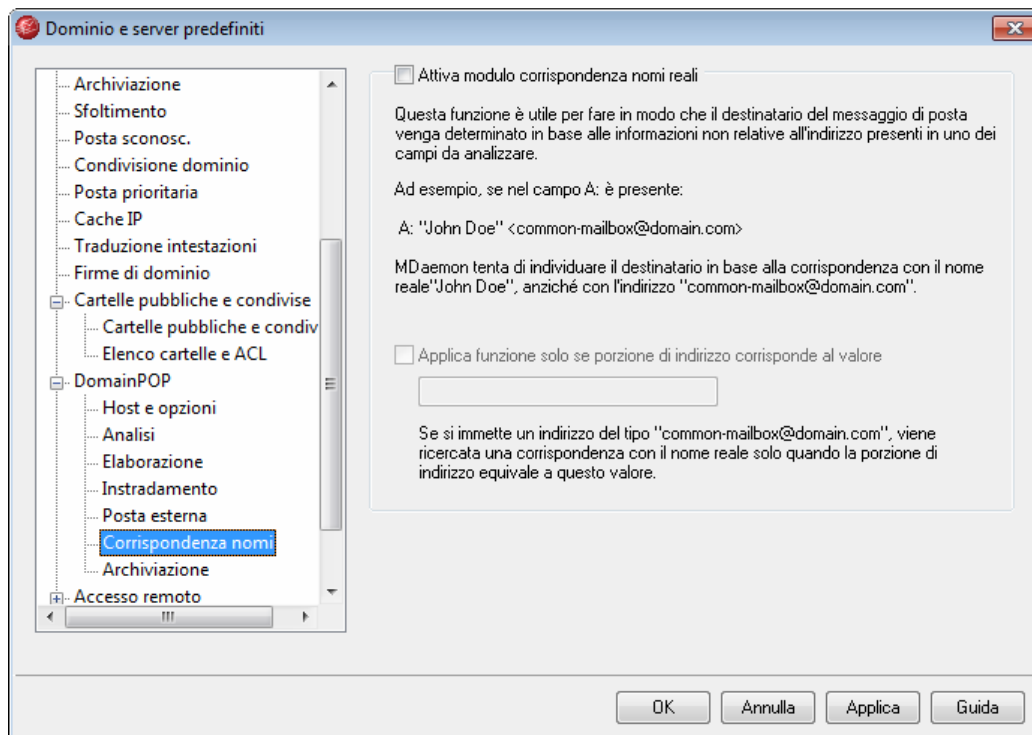 Dominio e server predefiniti
Archiviazione
Sfoltimento
Posta sconosc.
Condivisione dominio
Posta prioritaria
Cache IP
Traduzione intestazioni
Firme di dominio
Cartelle pubbliche e condivise
Cartelle pubbliche e condiv
Elenco cartelle e ACL
DomainPOP
Host e opzioni
Analisi
Elaborazione
Instradamento
Posta esterna
Corrispondenza nomi
Archiviazione
Accesso remoto
Attiva modulo corrispondenza nomi reali
Questa funzione è utile per fare in modo che il destinatario del messaggio di posta
venga determinato in base alle informazioni non relative all'indirizzo presenti in uno dei
campi da analizzare.
Ad esempio, se nel campo A: è presente:
A: "John Doe" <common-mailbox@domain.com>
MDaemon tenta di individuare il destinatario in base alla corrispondenza con il nome
reale"John Doe", anziché con l'indirizzo "common-mailbox@domain.com".
Applica funzione solo se porzione di indirizzo corrisponde al valore
Se si immette un indirizzo del tipo "common-mailbox@domain.com", viene
ricercata una corrispondenza con il nome reale solo quando la porzione di
indirizzo equivale a questo valore.
OK
Annulla
Applica
Guida